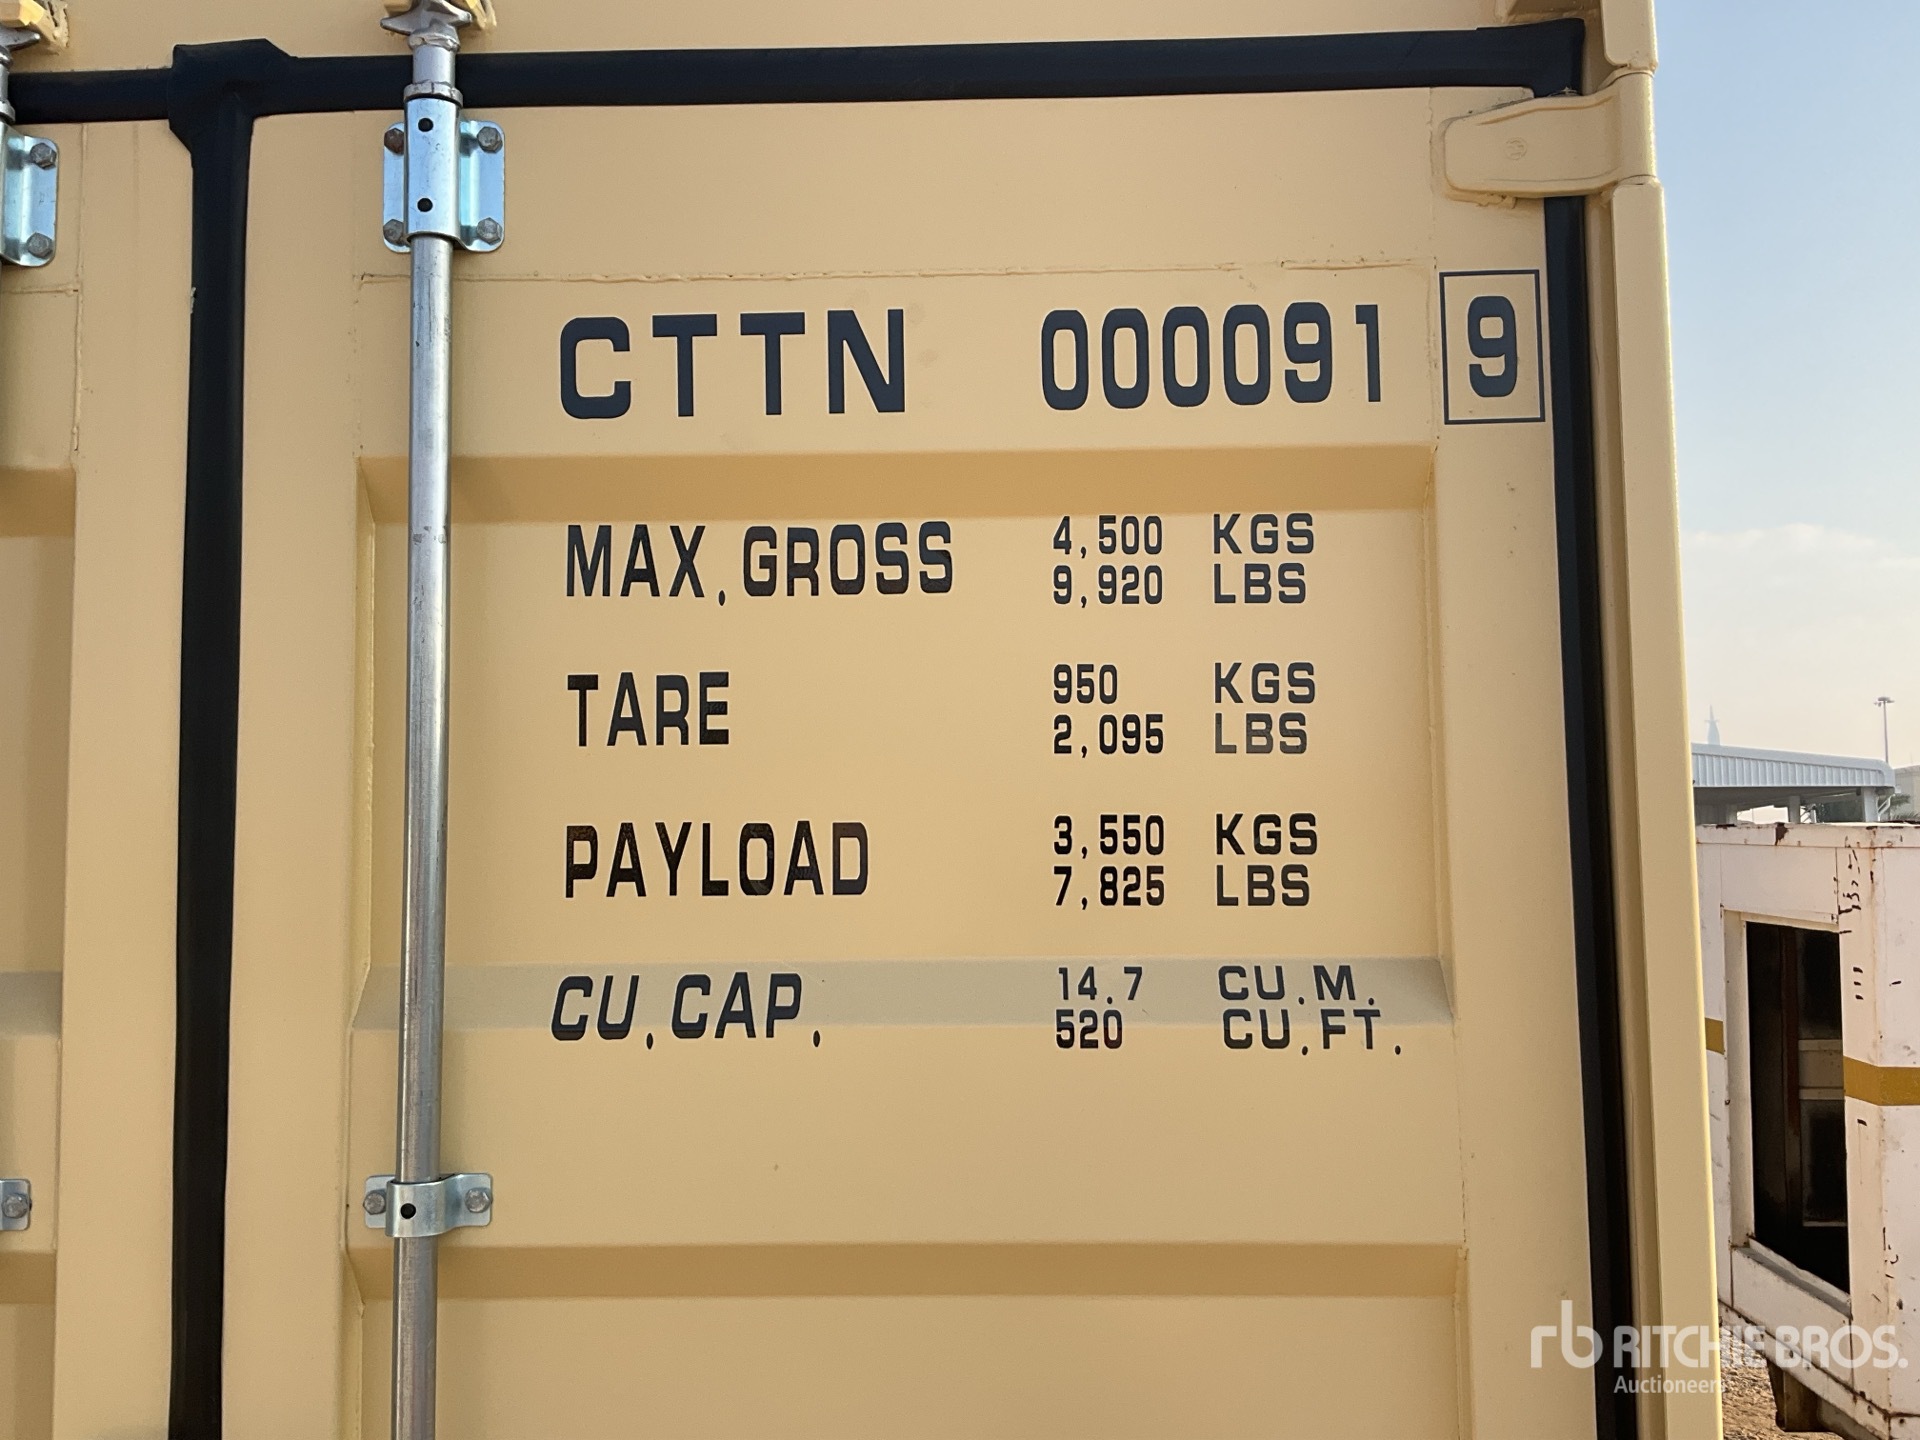 CTTN 000091 9
MAX.GROSS 4,500 KGS
9,920 LBS
TARE 950 KGS
2,095 LBS
PAYLOAD 3,550 KGS
7,825 LBS
CU.CAP. 14.7 CU.M.
520 CU.FT.
rb RITCHIE BROS.
Auctioneers